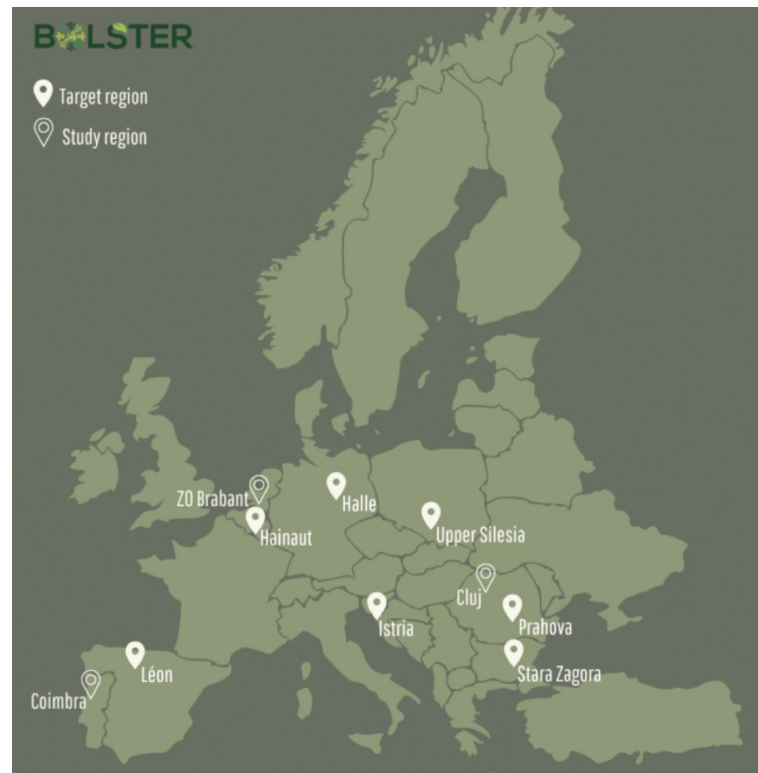 BOLSTER
Target region
Study region
ZO Brabant
Halle
Hainaut
Upper Silesia
Cluj
Istria
Prahova
Léon
Stara Zagora
Coimbra